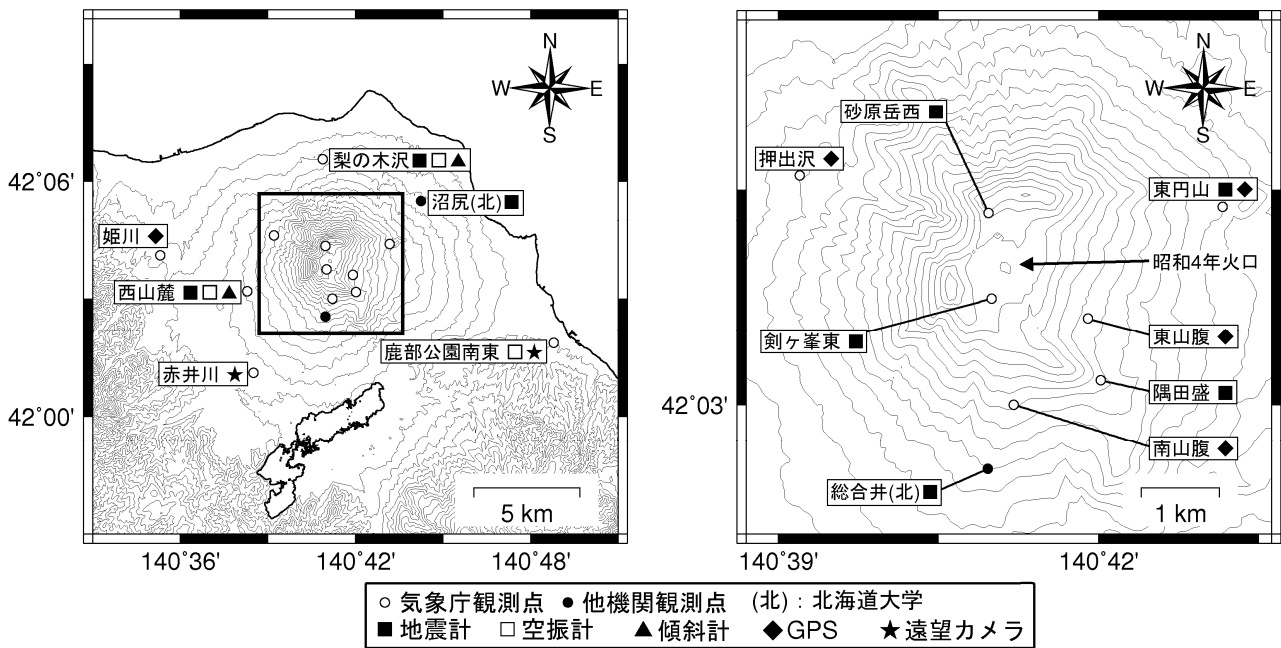 N
W E
S
梨の木沢■□▲
42°06'
沼尻(北)■
姫川◆
西山麓■□▲
鹿部公園南東□★
赤井川★
42°00'
5 km
140°36' 140°42' 140°48'
N
W E
S
砂原岳西■
押出沢◆
東円山■◆
昭和4年火口
剣ヶ峯東■
東山腹◆
隅田盛■
42°03'
南山腹◆
総合井(北)■
1 km
140°39' 140°42'
○気象庁観測点 ●他機関観測点 (北)：北海道大学
■地震計 □空振計 ▲傾斜計 ◆GPS ★遠望カメラ